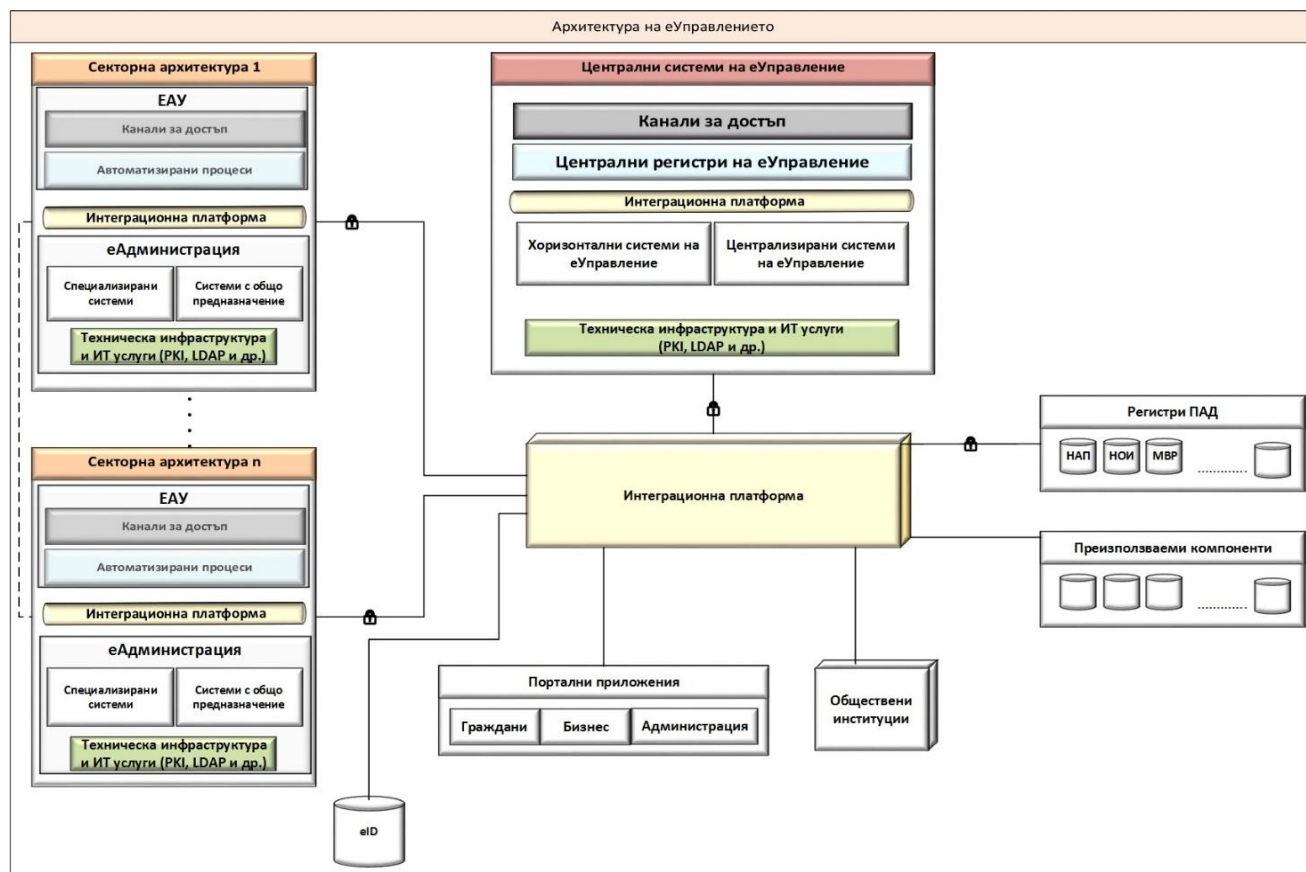 Архитектура на еУправлението
Секторна архитектура 1
ЕАУ
Канали за достъп
Автоматизирани процеси
Интеграционна платформа
еАдминистрация
Специализирани
системи
Системи с общо
предназначение
Техническа инфраструктура
и ИТ услуги (PKI, LDAP и др.)
Централни системи на еУправление
Канали за достъп
Централни регистри на еУправление
Интеграционна платформа
Хоризонтални системи на
еУправление
Централизирани системи
на еУправление
Техническа инфраструктура и ИТ услуги
(PKI, LDAP и др.)
Секторна архитектура n
ЕАУ
Канали за достъп
Автоматизирани процеси
Интеграционна платформа
еАдминистрация
Специализирани
системи
Системи с общо
предназначение
Техническа инфраструктура
и ИТ услуги (PKI, LDAP и др.)
Интеграционна платформа
Регистри ПАД
НАП
НОИ
МВР
............
Преизползваеми компоненти
............
Портални приложения
Граждани
Бизнес
Администрация
Обществени
институции
eID